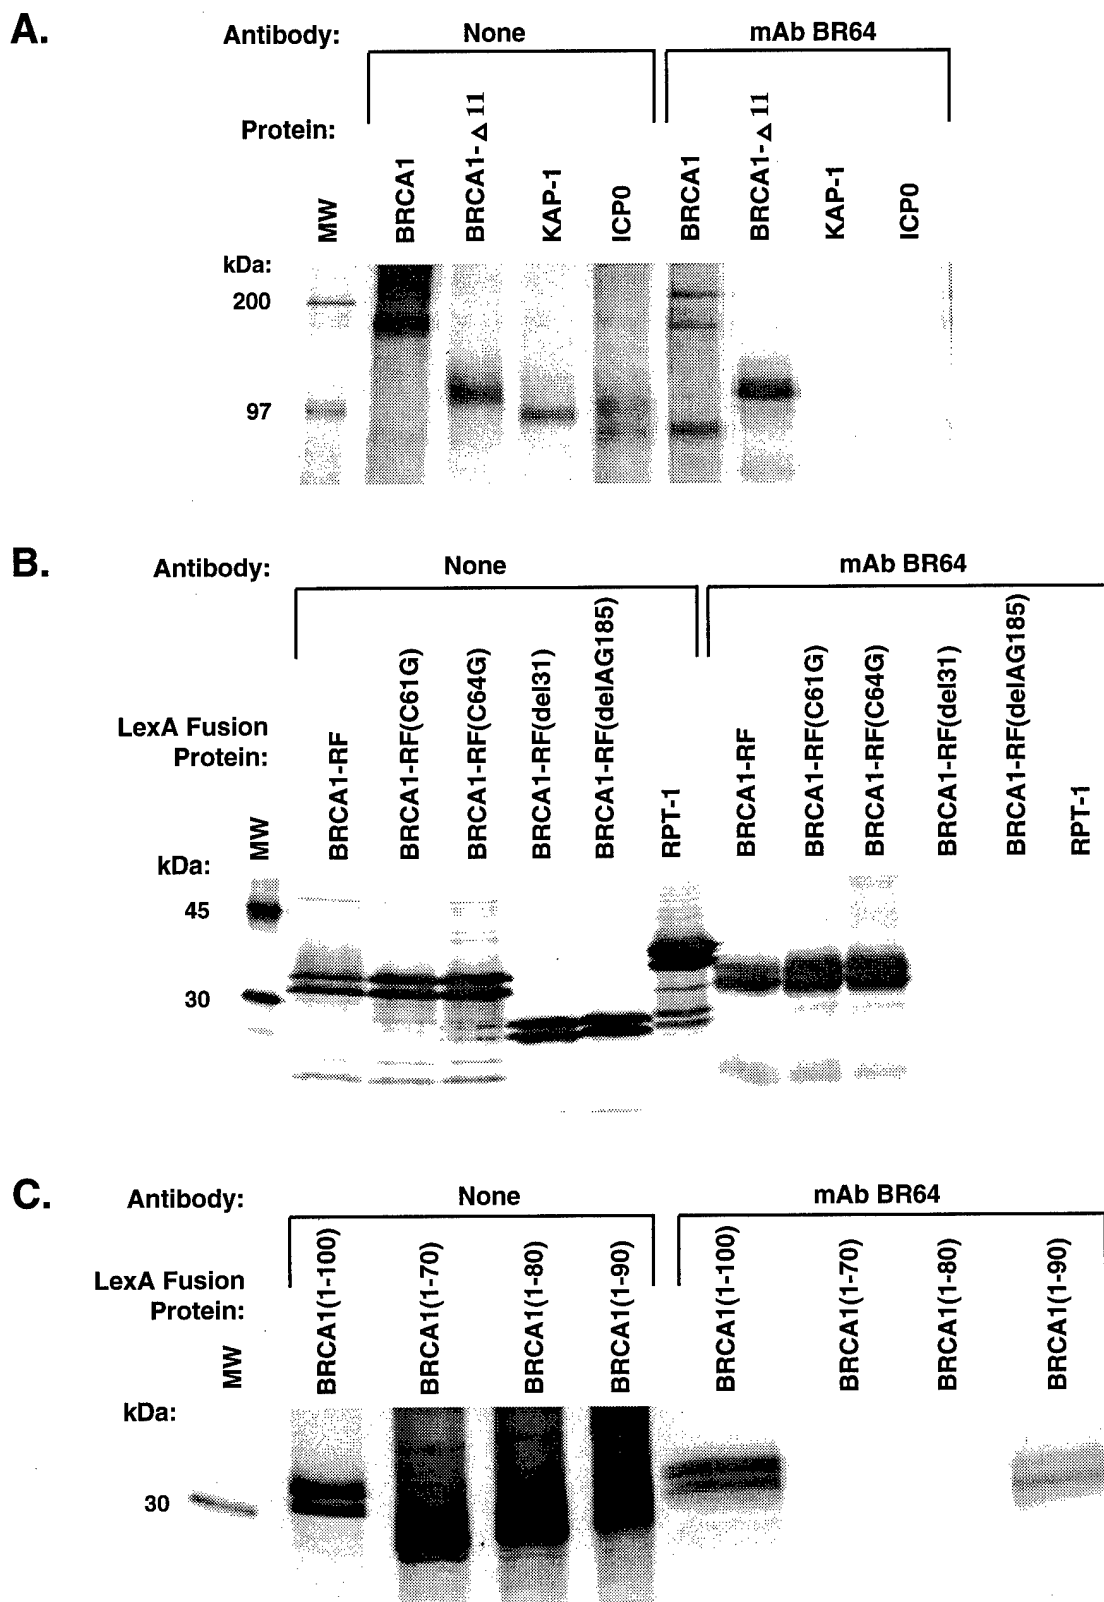 A.
Antibody: None mAb BR64
Protein:
MW BRCA1 BRCA1-Δ 11 KAP-1 ICP0 BRCA1 BRCA1-Δ 11 KAP-1 ICP0
kDa:
200
97
B.
Antibody: None mAb BR64
LexA Fusion
Protein:
MW BRCA1-RF BRCA1-RF(C61G) BRCA1-RF(C64G) BRCA1-RF(del31) BRCA1-RF(delAG185) RPT-1 BRCA1-RF BRCA1-RF(C61G) BRCA1-RF(C64G) BRCA1-RF(del31) BRCA1-RF(delAG185) RPT-1
kDa:
45
30
C.
Antibody: None mAb BR64
LexA Fusion
Protein:
MW BRCA1(1-100) BRCA1(1-70) BRCA1(1-80) BRCA1(1-90) BRCA1(1-100) BRCA1(1-70) BRCA1(1-80) BRCA1(1-90)
kDa:
30